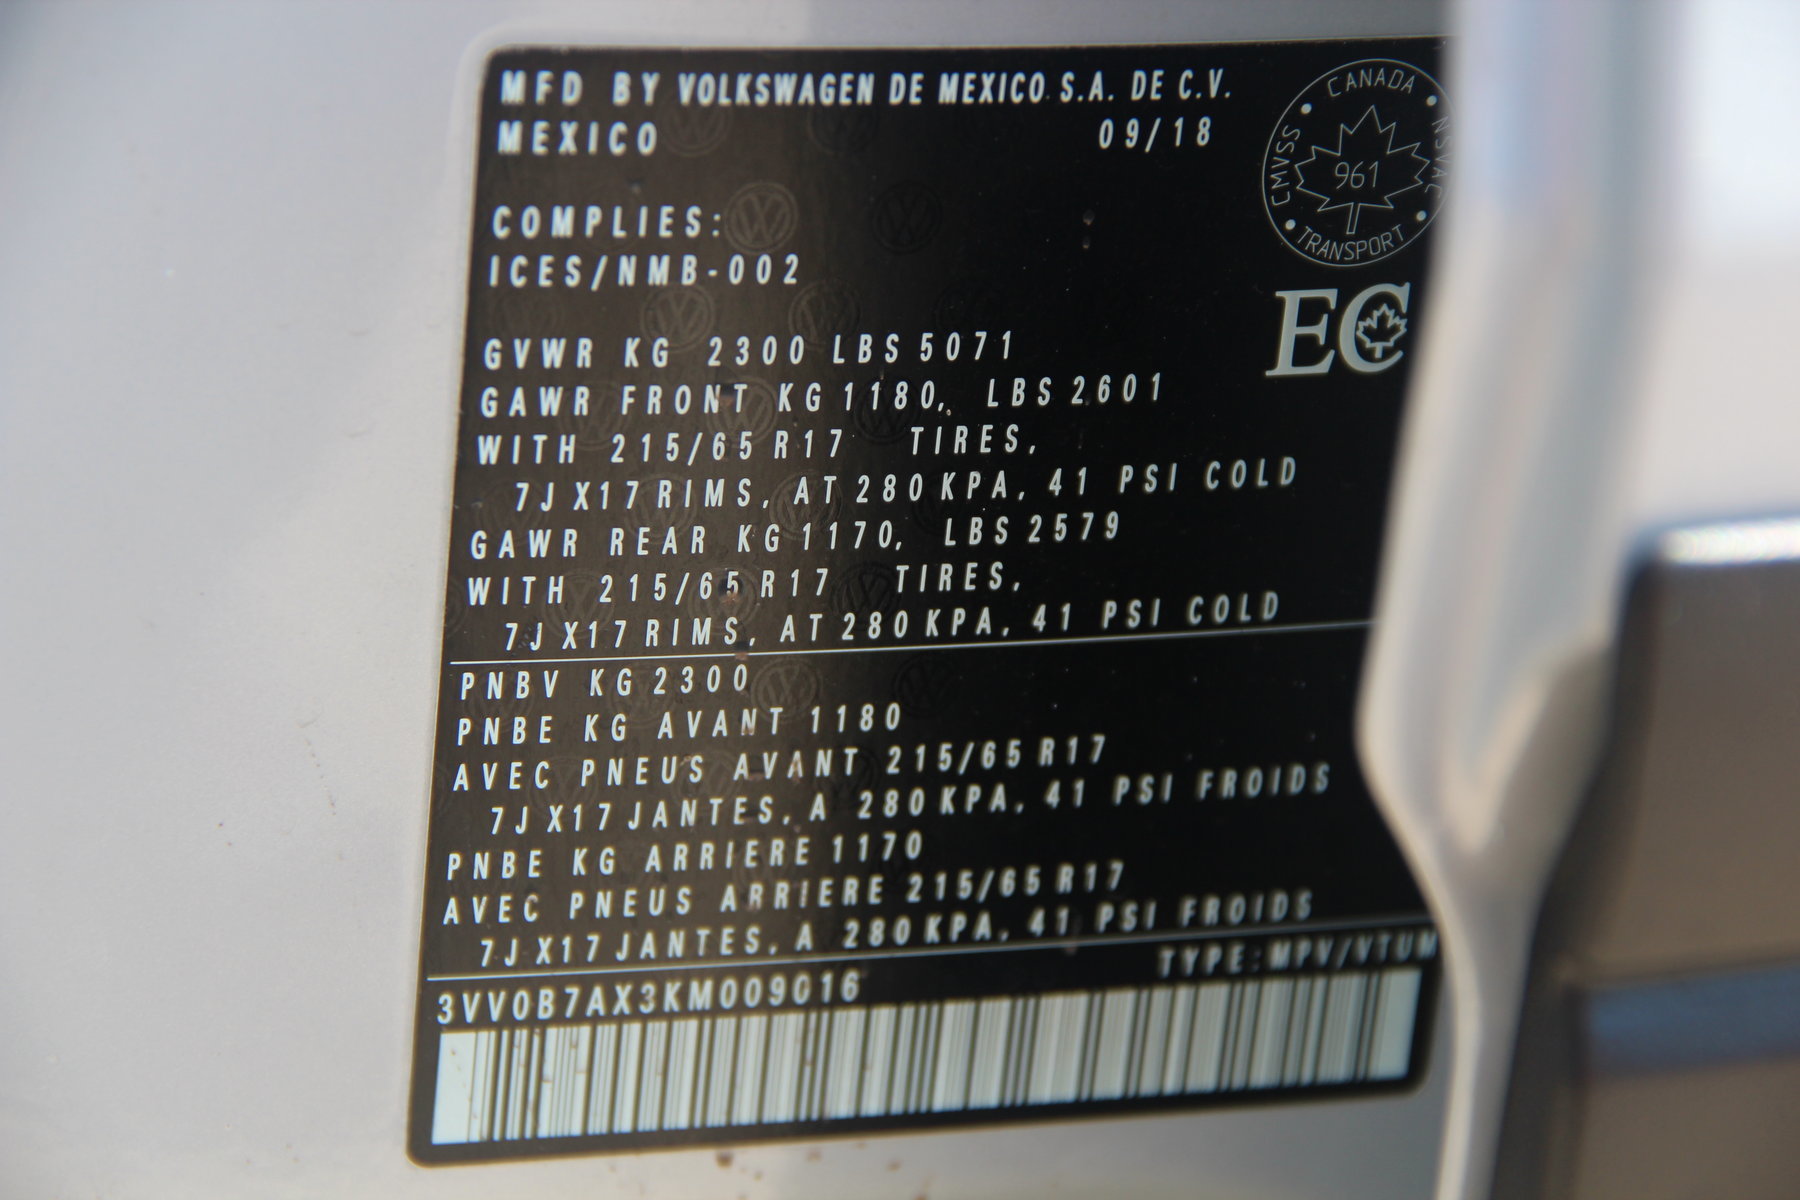 MFD BY VOLKSWAGEN DE MEXICO S.A. DE C.V.
MEXICO 09/18
CANADA
NSVAC
TRANSPORT
CMVSS
961
COMPLIES:
ICES/NMB-002
EC
GVWR KG 2300 LBS 5071
GAWR FRONT KG 1180, LBS 2601
WITH 215/65 R17 TIRES,
7J X17 RIMS, AT 280 KPA, 41 PSI COLD
GAWR REAR KG 1170, LBS 2579
WITH 215/65 R17 TIRES,
7J X17 RIMS, AT 280 KPA, 41 PSI COLD
PNBV KG 2300
PNBE KG AVANT 1180
AVEC PNEUS AVANT 215/65 R17
7J X17 JANTES, A 280 KPA, 41 PSI FROIDS
PNBE KG ARRIERE 1170
AVEC PNEUS ARRIERE 215/65 R17
7J X17 JANTES, A 280 KPA, 41 PSI FROIDS
TYPE:MPV/VTUM
3VV0B7AX3KM009016